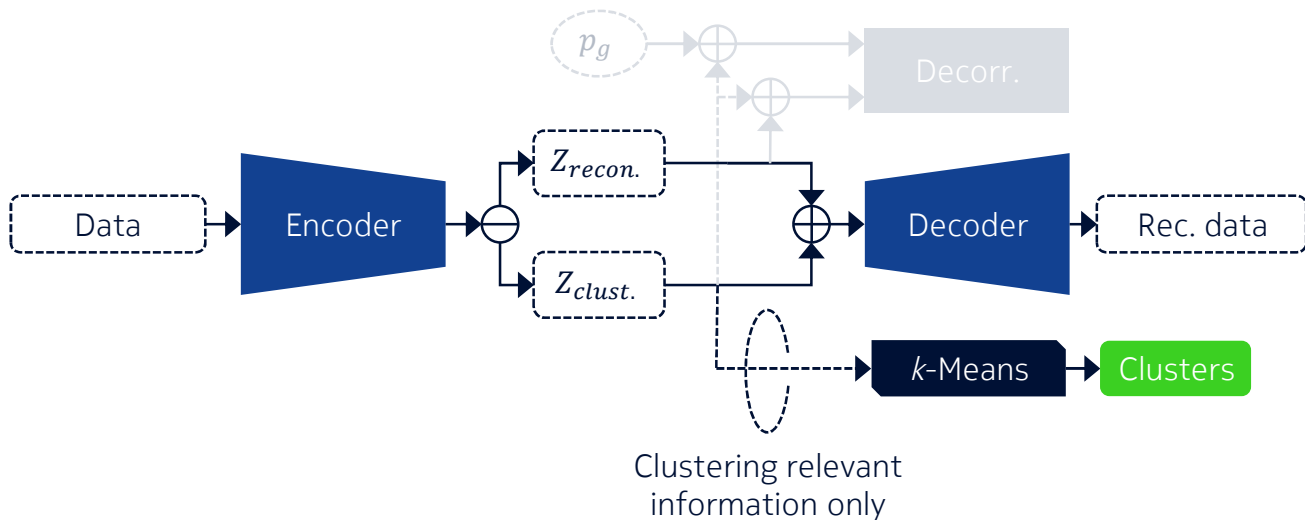 p_g
Decorr.
Z_recon.
Data
Encoder
Decoder
Rec. data
Z_clust.
k-Means
Clusters
Clustering relevant
information only